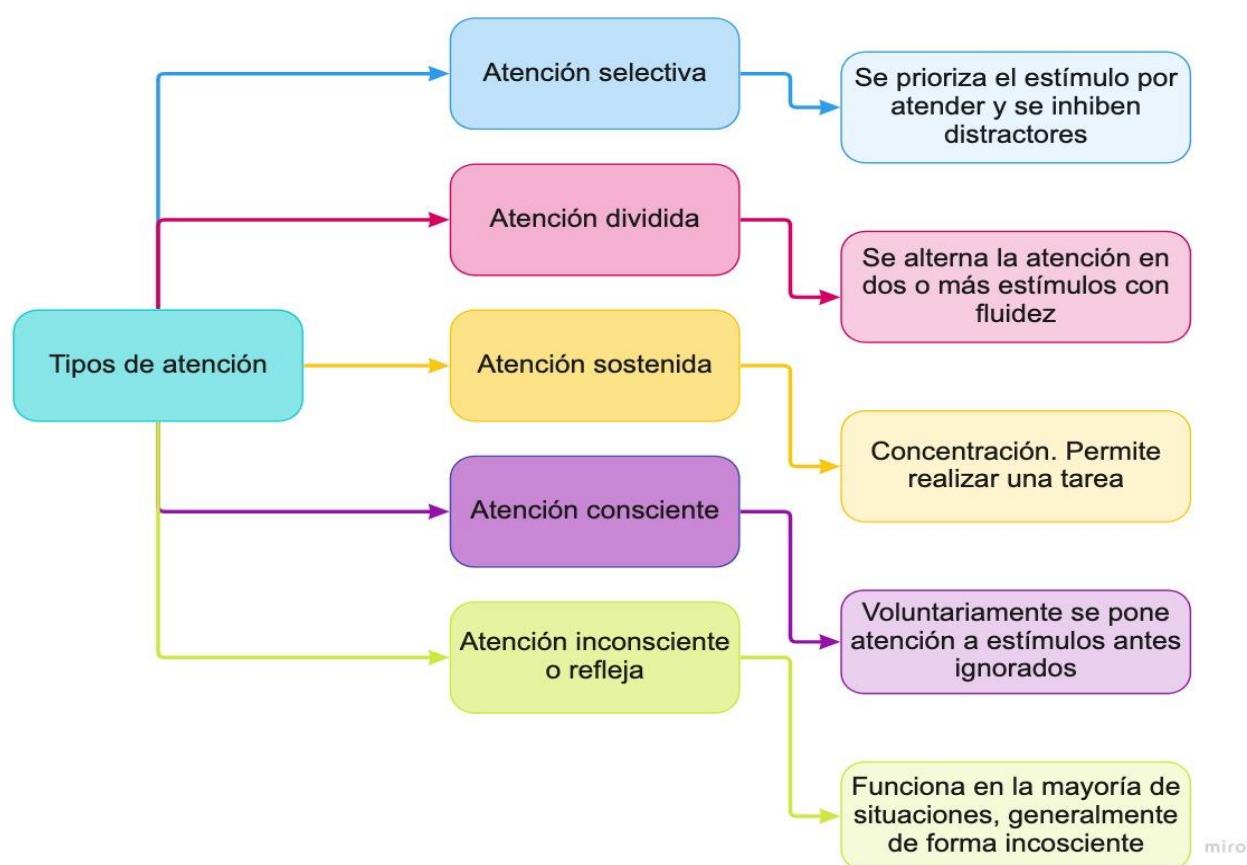 Tipos de atención
Atención selectiva
Se prioriza el estímulo por
atender y se inhiben
distractores
Atención dividida
Se alterna la atención en
dos o más estímulos con
fluidez
Atención sostenida
Concentración. Permite
realizar una tarea
Atención consciente
Voluntariamente se pone
atención a estímulos antes
ignorados
Atención inconsciente
o refleja
Funciona en la mayoría de
situaciones, generalmente
de forma incosciente
miro